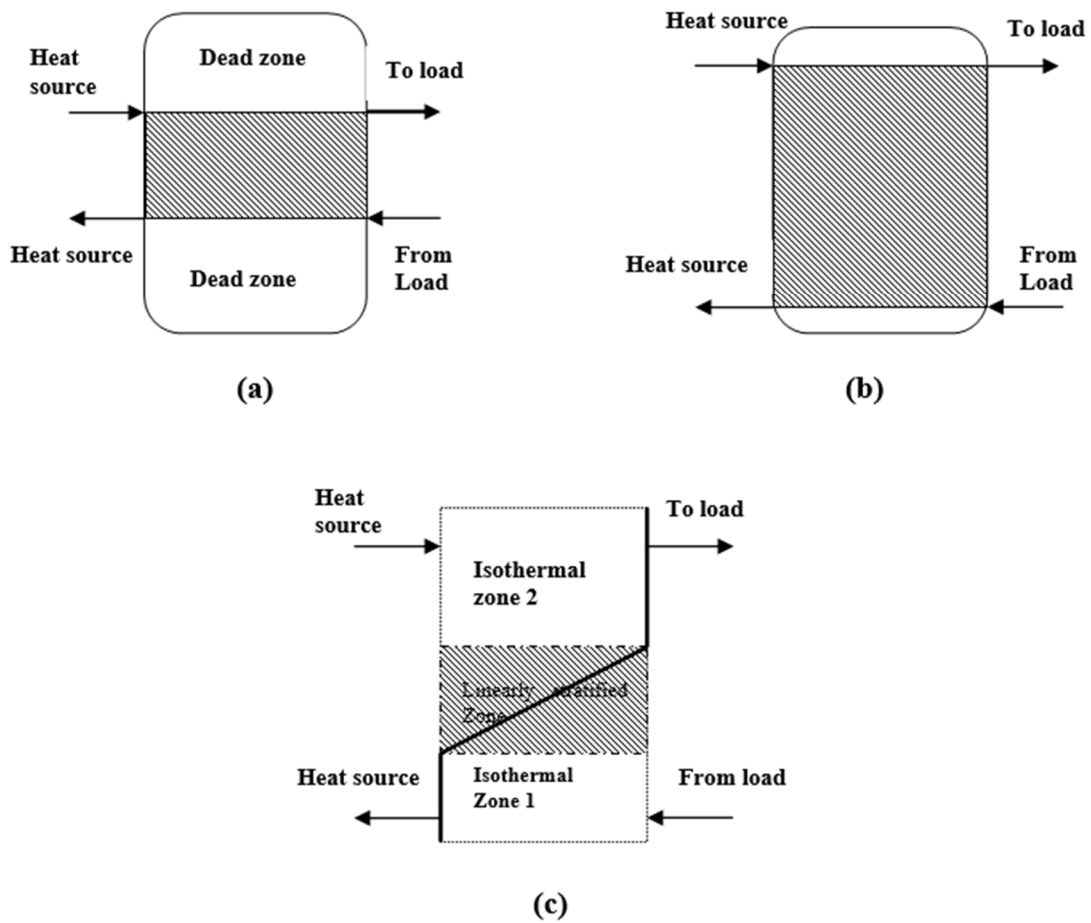 Heat
source
Dead zone
To load
Heat source
Dead zone
From
Load
(a)
Heat source
To load
Heat source
From
Load
(b)
Heat
source
To load
Isothermal
zone 2
Linearly stratified
Zone
Heat source
Isothermal
Zone 1
From load
(c)